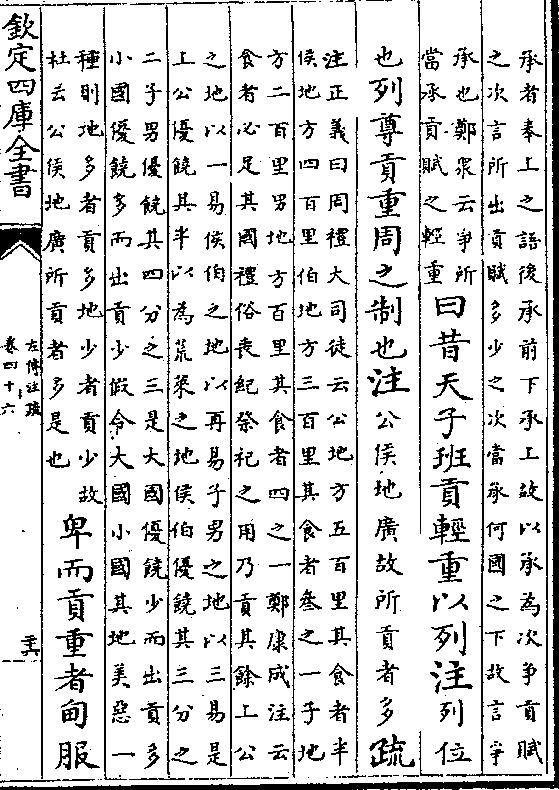 承者奉上之語後承前下承上故以承為次爭貢賦
之次言所出貢賦多少之次當承何國之下故言爭
承也鄭衆云爭所
當承貢賦之輕重
曰昔天子班貢輕重以列注列位
也列尊貢重周之制也注公侯地廣故所貢者多疏
注正義曰周禮大司徒云公地方五百里其食者半
侯地方四百里伯地方三百里其食者叄之一子地
方二百里男地方百里其食者四之一鄭康成注云
食者必足其國禮俗喪紀祭祀之用乃貢其餘上公
之地以一易侯伯之地以再易子男之地以三易是
上公優饒其半以為荒萊之地侯伯優饒其三分之
二子男優饒其四分之三是大國優饒少而出貢多
小國優饒多而出貢少假令大國小國其地美惡一
種則地多者貢多地少者貢少故
杜云公侯地廣所貢者多是也
卑而貢重者甸服
欽定四庫全書
左傳注疏
卷四十六